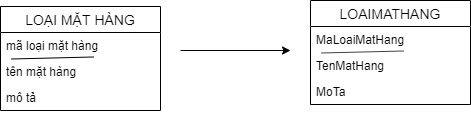 LOẠI MẶT HÀNG
mã loại mặt hàng
tên mặt hàng
mô tả
LOAIMATHANG
MaLoaiMatHang
TenMatHang
MoTa